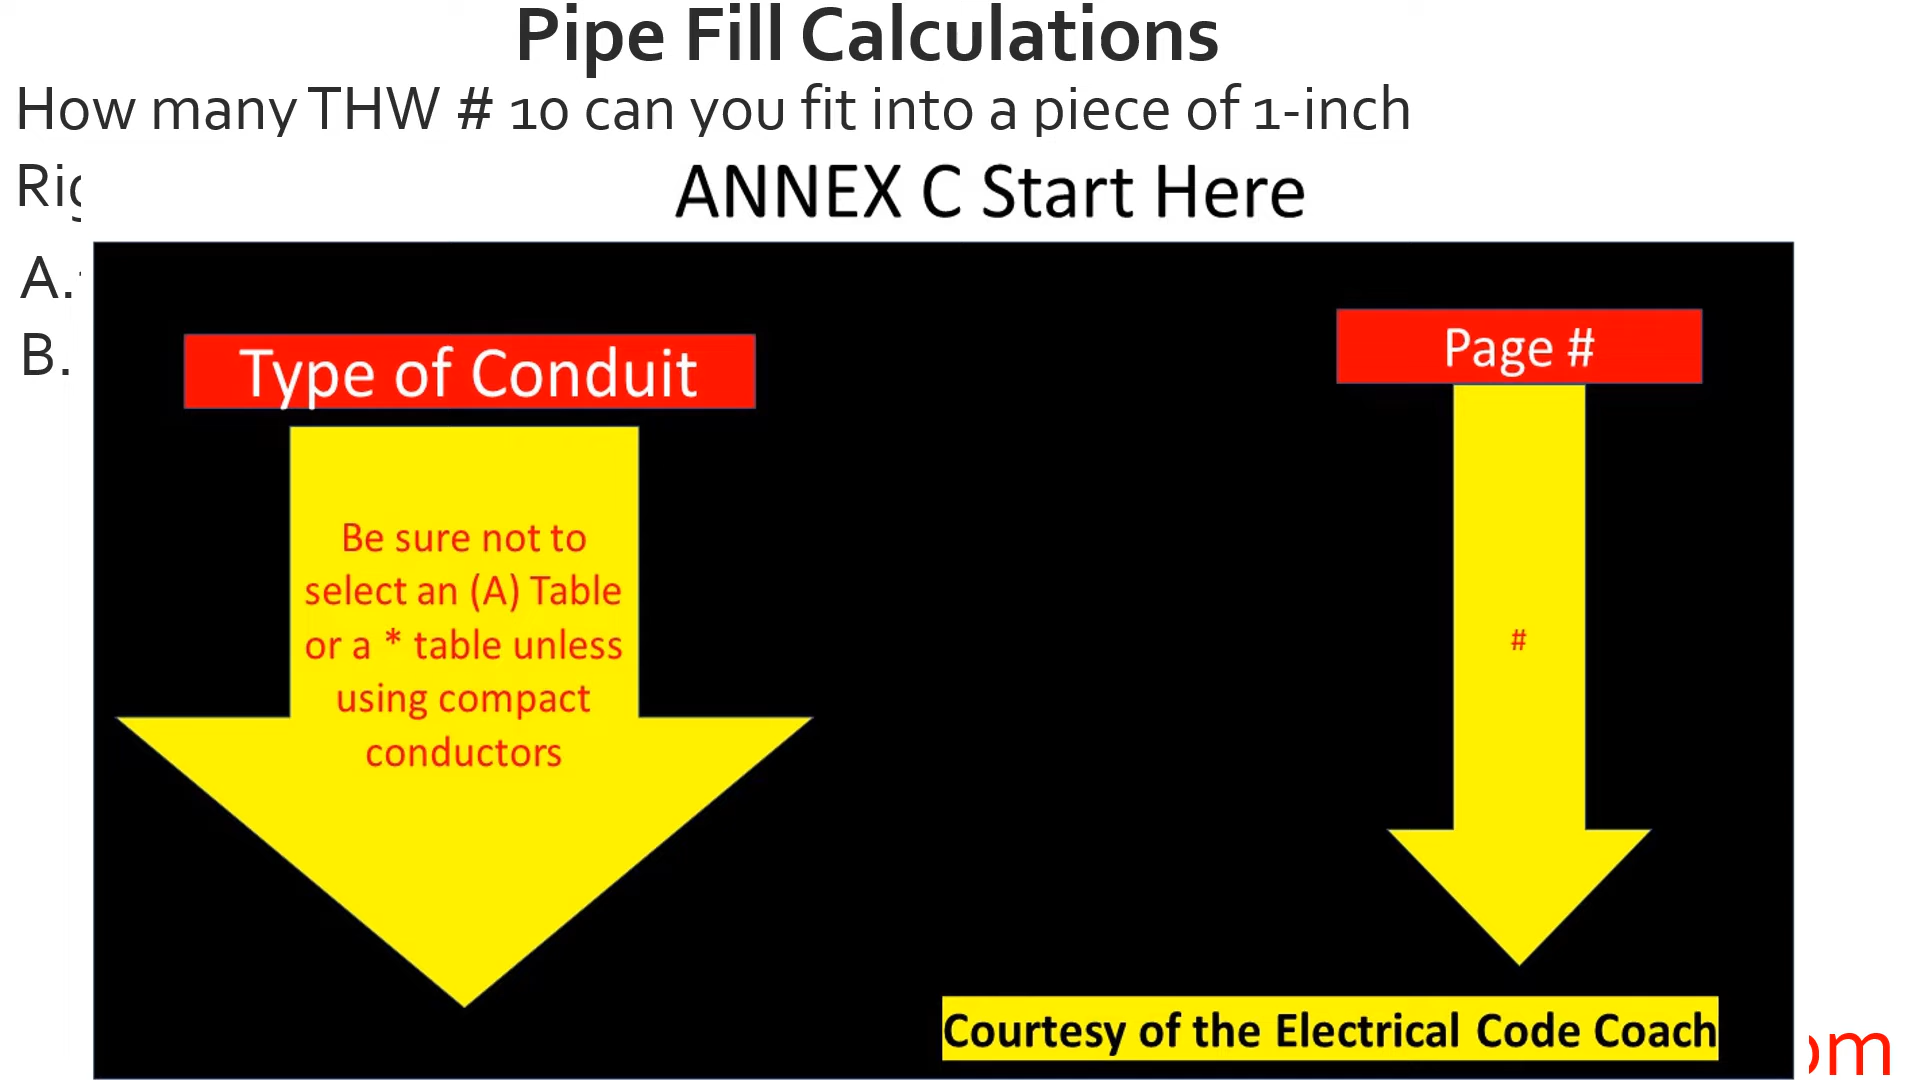 Pipe Fill Calculations
How many THW # 10 can you fit into a piece of 1-inch
ANNEX C Start Here
A.
B.
Type of Conduit
Page #
Be sure not to
select an (A) Table
or a * table unless
using compact
conductors
#
Courtesy of the Electrical Code Coach